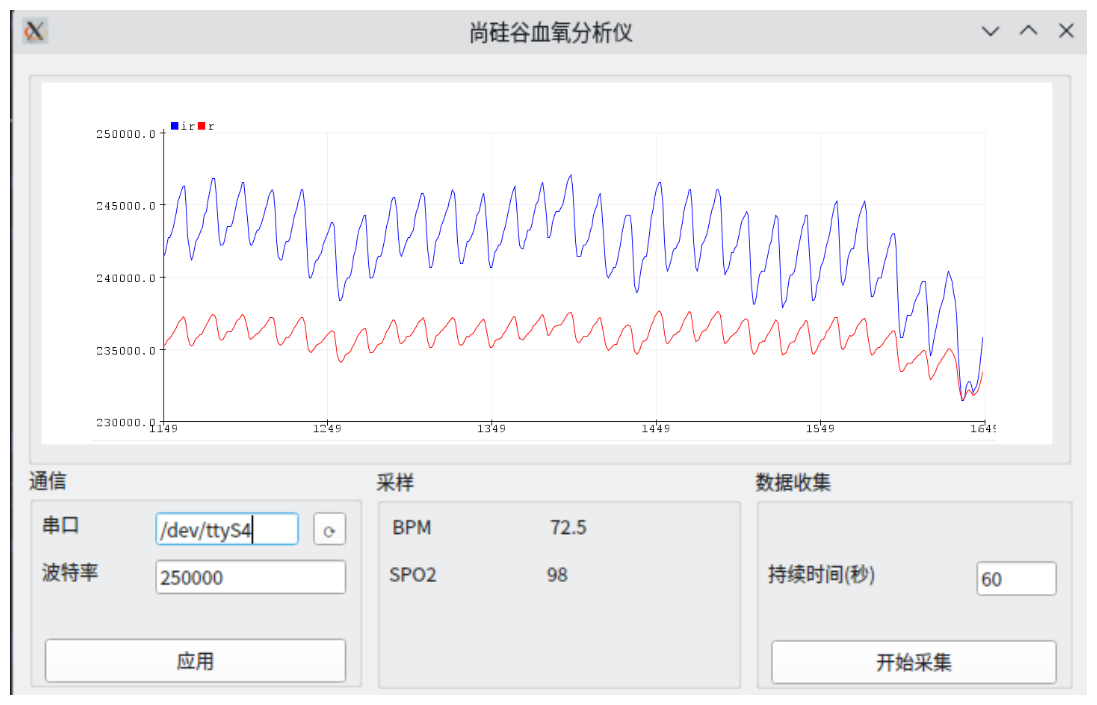 尚硅谷血氧分析仪
ir r
250000.0
245000.0
240000.0
235000.0
230000.0
1149 1249 1349 1449 1549 1649
通信
串口 /dev/ttyS4
波特率 250000
应用
采样
BPM 72.5
SPO2 98
数据收集
持续时间(秒) 60
开始采集